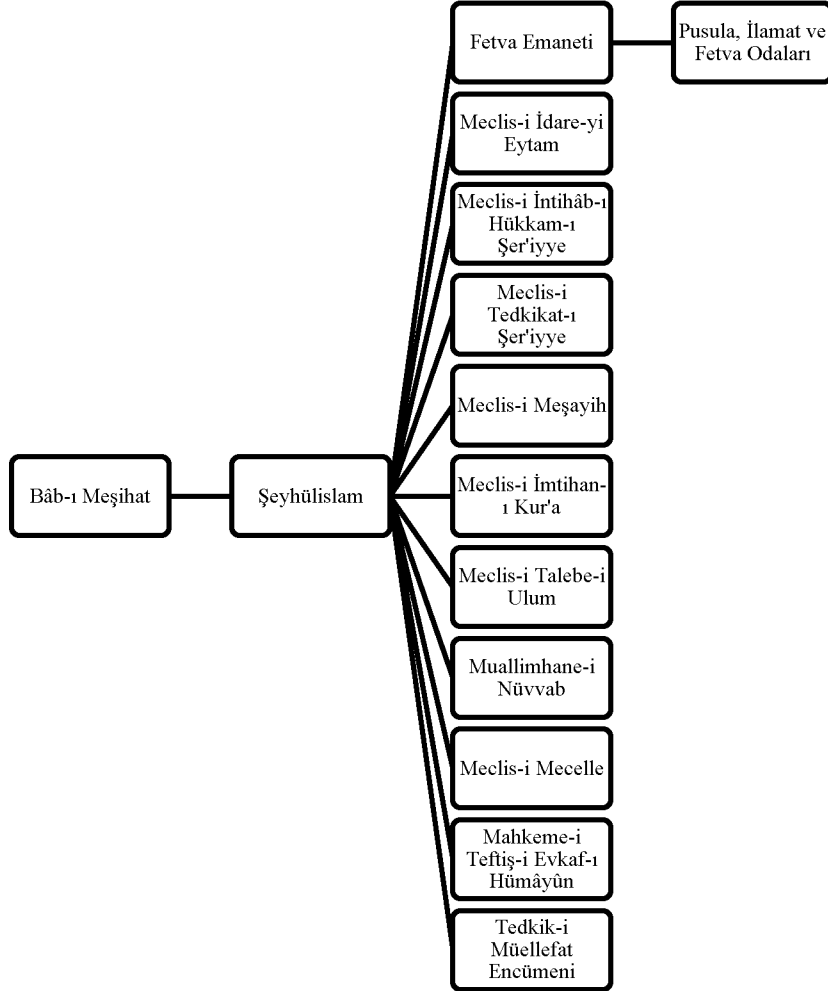 Fetva Emaneti
Pusula, İlamat ve
Fetva Odaları
Meclis-i İdare-yi
Eytam
Meclis-i İntihâb-ı
Hükkam-ı
Şer'iyye
Meclis-i
Tedkikat-ı
Şer'iyye
Meclis-i Meşayih
Bâb-ı Meşihat
Şeyhülislam
Meclis-i İmtihan-
ı Kur'a
Meclis-i Talebe-i
Ulum
Muallimhane-i
Nüvvab
Meclis-i Mecelle
Mahkeme-i
Teftiş-i Evkaf-ı
Hümâyûn
Tedkik-i
Müellefat
Encümeni